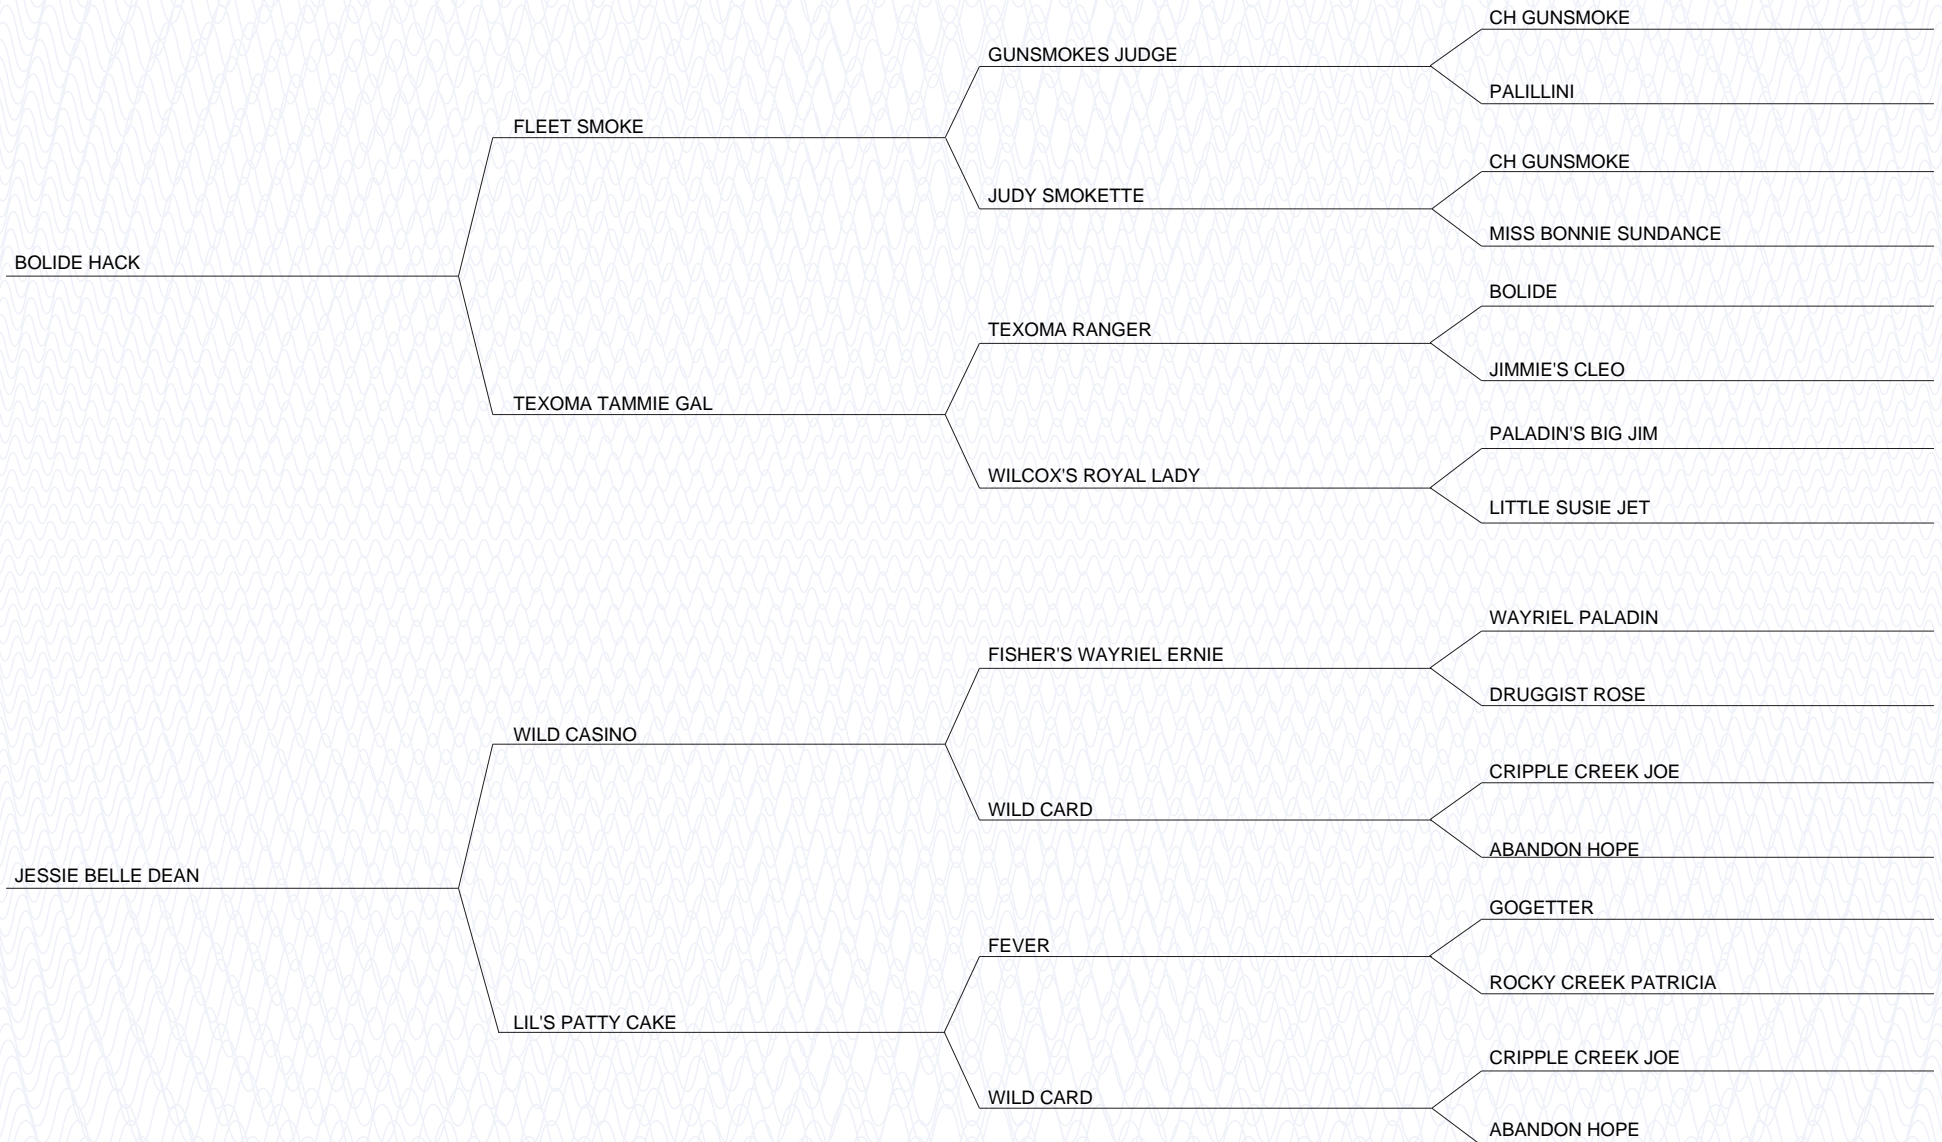 CH GUNSMOKE
GUNSMOKES JUDGE
PALILLINI
FLEET SMOKE
CH GUNSMOKE
JUDY SMOKETTE
MISS BONNIE SUNDANCE
BOLIDE HACK
BOLIDE
TEXOMA RANGER
JIMMIE'S CLEO
TEXOMA TAMMIE GAL
PALADIN'S BIG JIM
WILCOX'S ROYAL LADY
LITTLE SUSIE JET
WAYRIEL PALADIN
FISHER'S WAYRIEL ERNIE
DRUGGIST ROSE
WILD CASINO
CRIPPLE CREEK JOE
WILD CARD
ABANDON HOPE
JESSIE BELLE DEAN
GOGETTER
FEVER
ROCKY CREEK PATRICIA
LIL'S PATTY CAKE
CRIPPLE CREEK JOE
WILD CARD
ABANDON HOPE